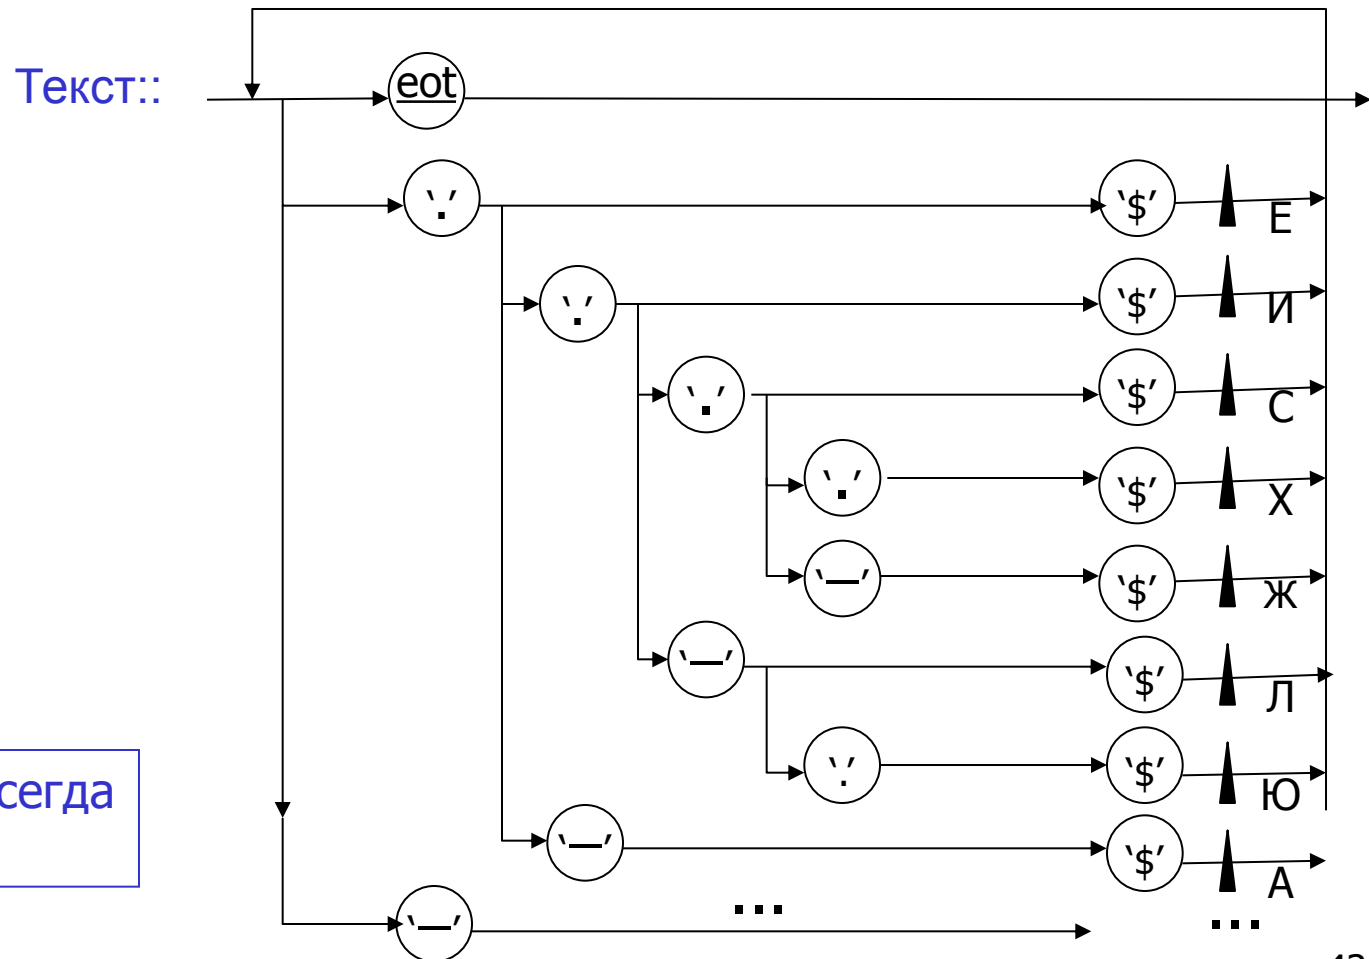 Текст::
eot
'.' '$' Е
'.' '$' И
'.' '$' С
'.' '$' Х
'—' '$' Ж
'—' '$' Л
'.' '$' Ю
сегда
'—' '$' А
'—' ... ...